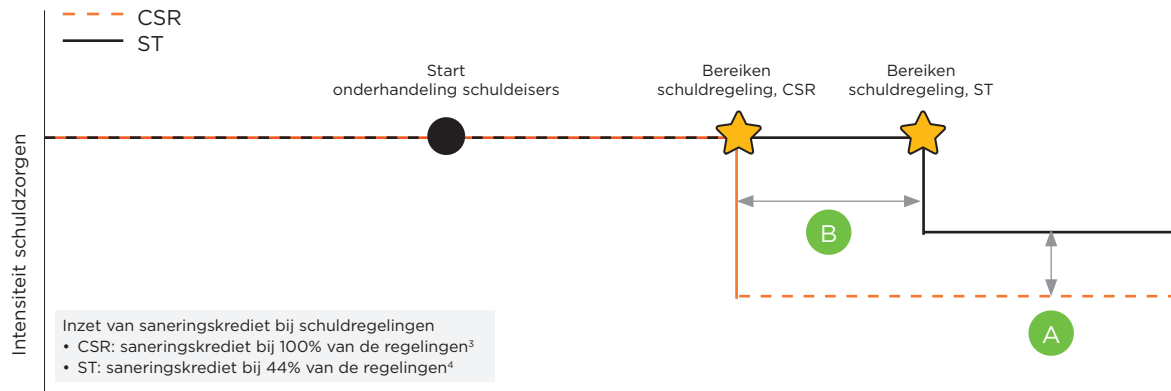 CSR
ST
Start
onderhandeling schuldeisers
Bereiken
schuldregeling, CSR
Bereiken
schuldregeling, ST
Intensiteit schuldzorgen
B
A
Inzet van saneringskrediet bij schuldregelingen
• CSR: saneringskrediet bij 100% van de regelingen³
• ST: saneringskrediet bij 44% van de regelingen⁴